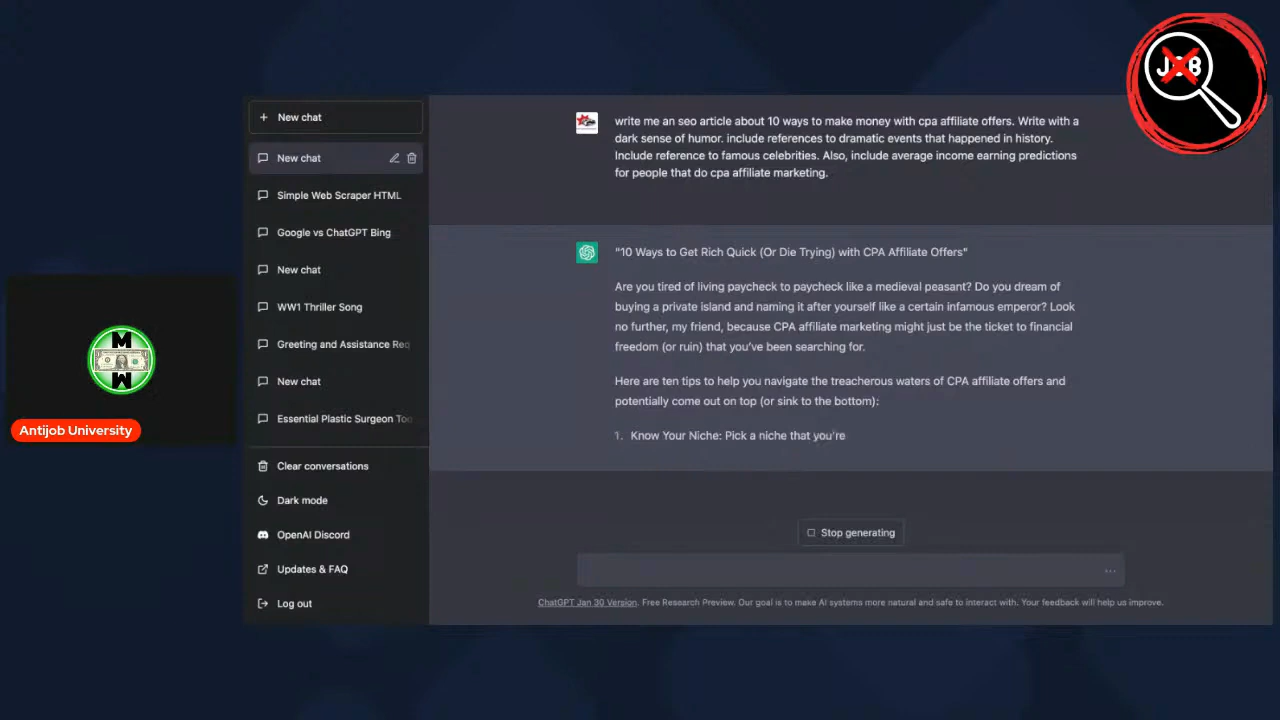 JOB
New chat
New chat
Simple Web Scraper HTML
Google vs ChatGPT Bing
New chat
WW1 Thriller Song
Greeting and Assistance Req
New chat
Essential Plastic Surgeon Too
Clear conversations
Dark mode
OpenAI Discord
Updates & FAQ
Log out
M
M
Antijob University
write me an seo article about 10 ways to make money with cpa affiliate offers. Write with a
dark sense of humor. include references to dramatic events that happened in history.
Include reference to famous celebrities. Also, include average income earning predictions
for people that do cpa affiliate marketing.
"10 Ways to Get Rich Quick (Or Die Trying) with CPA Affiliate Offers"
Are you tired of living paycheck to paycheck like a medieval peasant? Do you dream of
buying a private island and naming it after yourself like a certain infamous emperor? Look
no further, my friend, because CPA affiliate marketing might just be the ticket to financial
freedom (or ruin) that you've been searching for.
Here are ten tips to help you navigate the treacherous waters of CPA affiliate offers and
potentially come out on top (or sink to the bottom):
1. Know Your Niche: Pick a niche that you're
Stop generating
...
ChatGPT Jan 30 Version. Free Research Preview. Our goal is to make AI systems more natural and safe to interact with. Your feedback will help us improve.